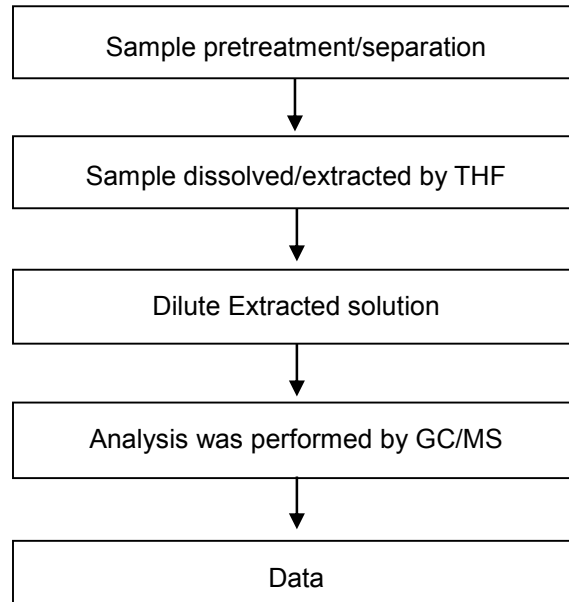 Sample pretreatment/separation
Sample dissolved/extracted by THF
Dilute Extracted solution
Analysis was performed by GC/MS
Data